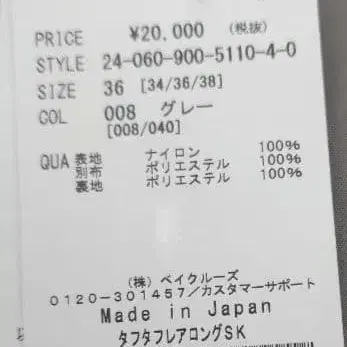 PRICE ¥20,000 (税抜)
STYLE 24-060-900-5110-4-0
SIZE 36 [34/36/38]
COL 008 グレー
[008/040]
QUA 表地 ナイロン 100%
別布 ポリエステル 100%
裏地 ポリエステル 100%
(株) ベイクルーズ
0120-301457/カスタマーサポート
Made in Japan
タフタフレアロングSK